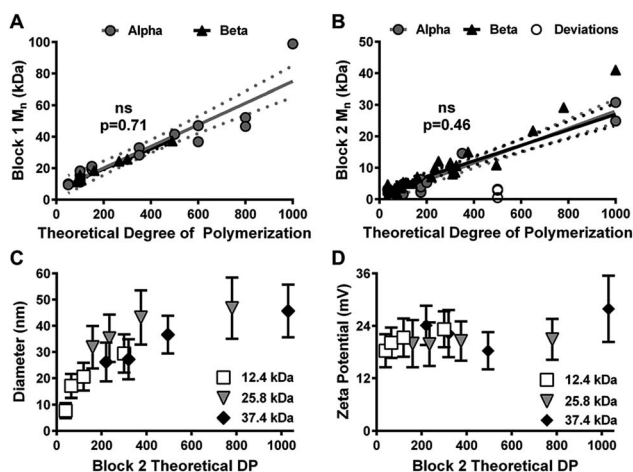 A
Alpha Beta
Block 1 Mn (kDa)
100
80
60
40
20
0
ns
p=0.71
0 200 400 600 800 1000
Theoretical Degree of Polymerization
B
Alpha Beta Deviations
Block 2 Mn (kDa)
50
40
30
20
10
0
ns
p=0.46
0 200 400 600 800 1000
Theoretical Degree of Polymerization
C
Diameter (nm)
60
50
40
30
20
10
0
12.4 kDa
25.8 kDa
37.4 kDa
0 200 400 600 800 1000
Block 2 Theoretical DP
D
Zeta Potential (mV)
36
24
12
0
12.4 kDa
25.8 kDa
37.4 kDa
0 200 400 600 800 1000
Block 2 Theoretical DP